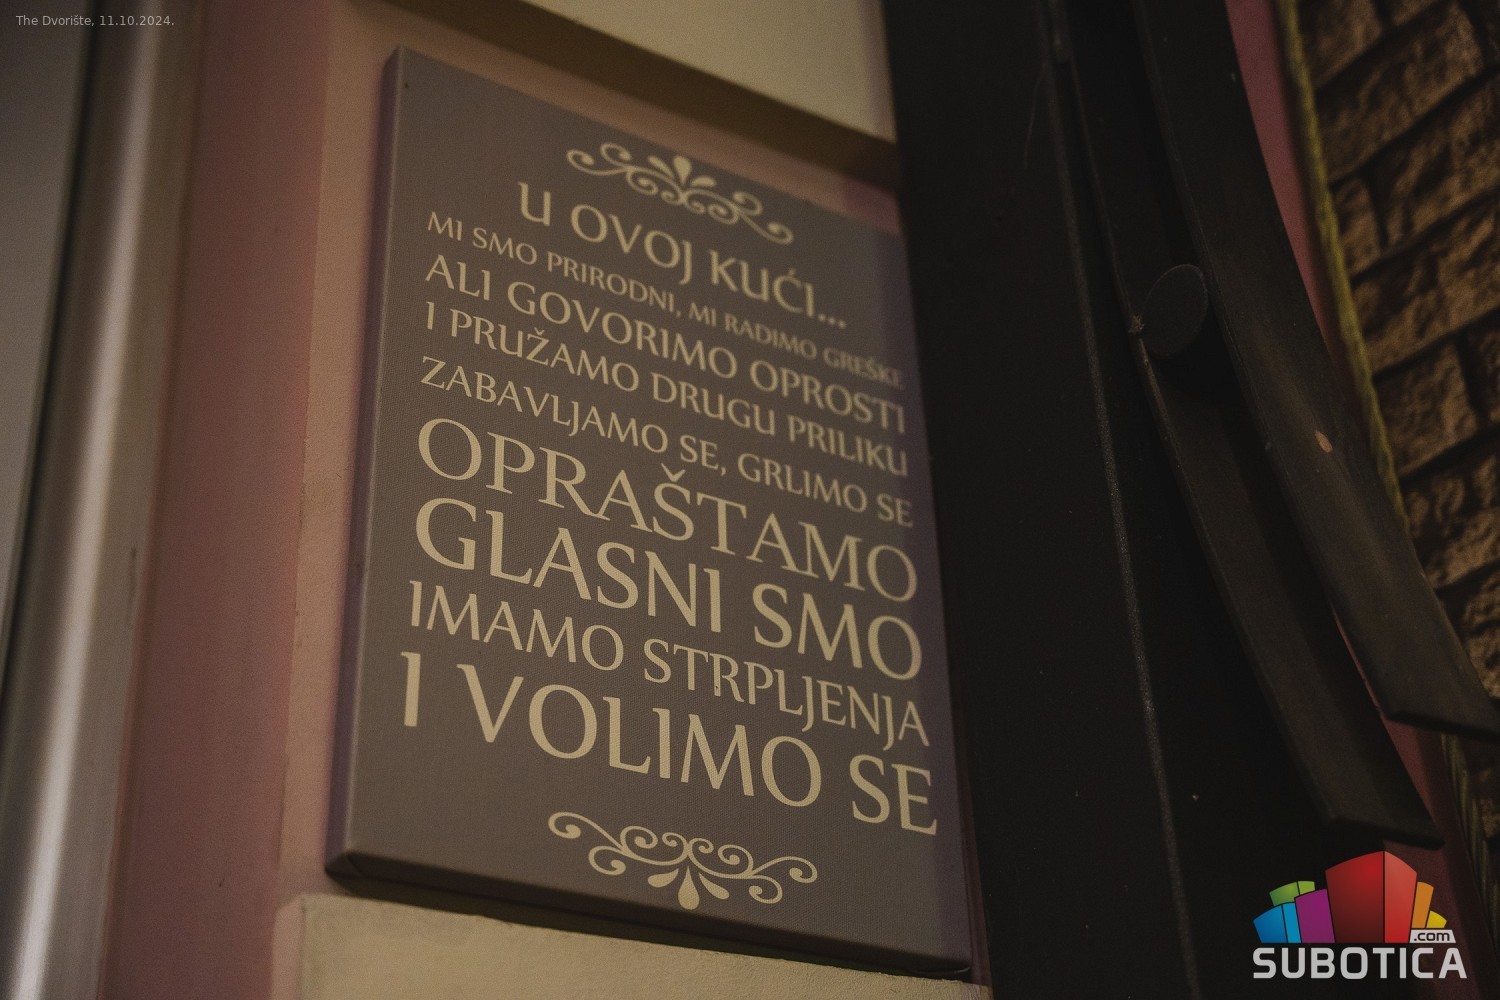 The Dvorište, 11.10.2024.
U OVOJ KUĆI...
MI SMO PRIRODNI, MI RADIMO GREŠKE
ALI GOVORIMO OPROSTI
I PRUŽAMO DRUGU PRILIKU
ZABAVLJAMO SE, GRLIMO SE
OPRAŠTAMO
GLASNI SMO
IMAMO STRPLJENJA
I VOLIMO SE
.com
SUBOTICA